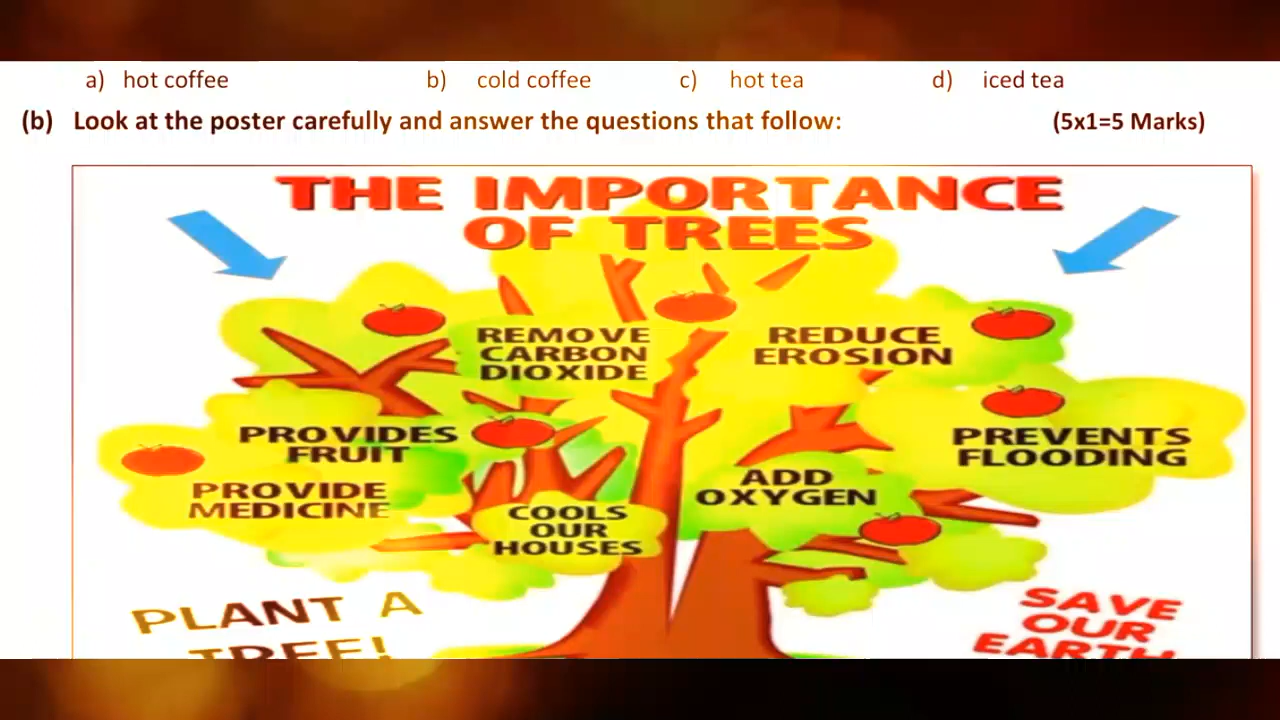 a) hot coffee b) cold coffee c) hot tea d) iced tea
(b) Look at the poster carefully and answer the questions that follow: (5x1=5 Marks)
THE IMPORTANCE
OF TREES
REMOVE
CARBON
DIOXIDE
REDUCE
EROSION
PROVIDES
FRUIT
PREVENTS
FLOODING
PROVIDE
MEDICINE
ADD
OXYGEN
COOLS
OUR
HOUSES
PLANT A
TREE!
SAVE
OUR
EARTH